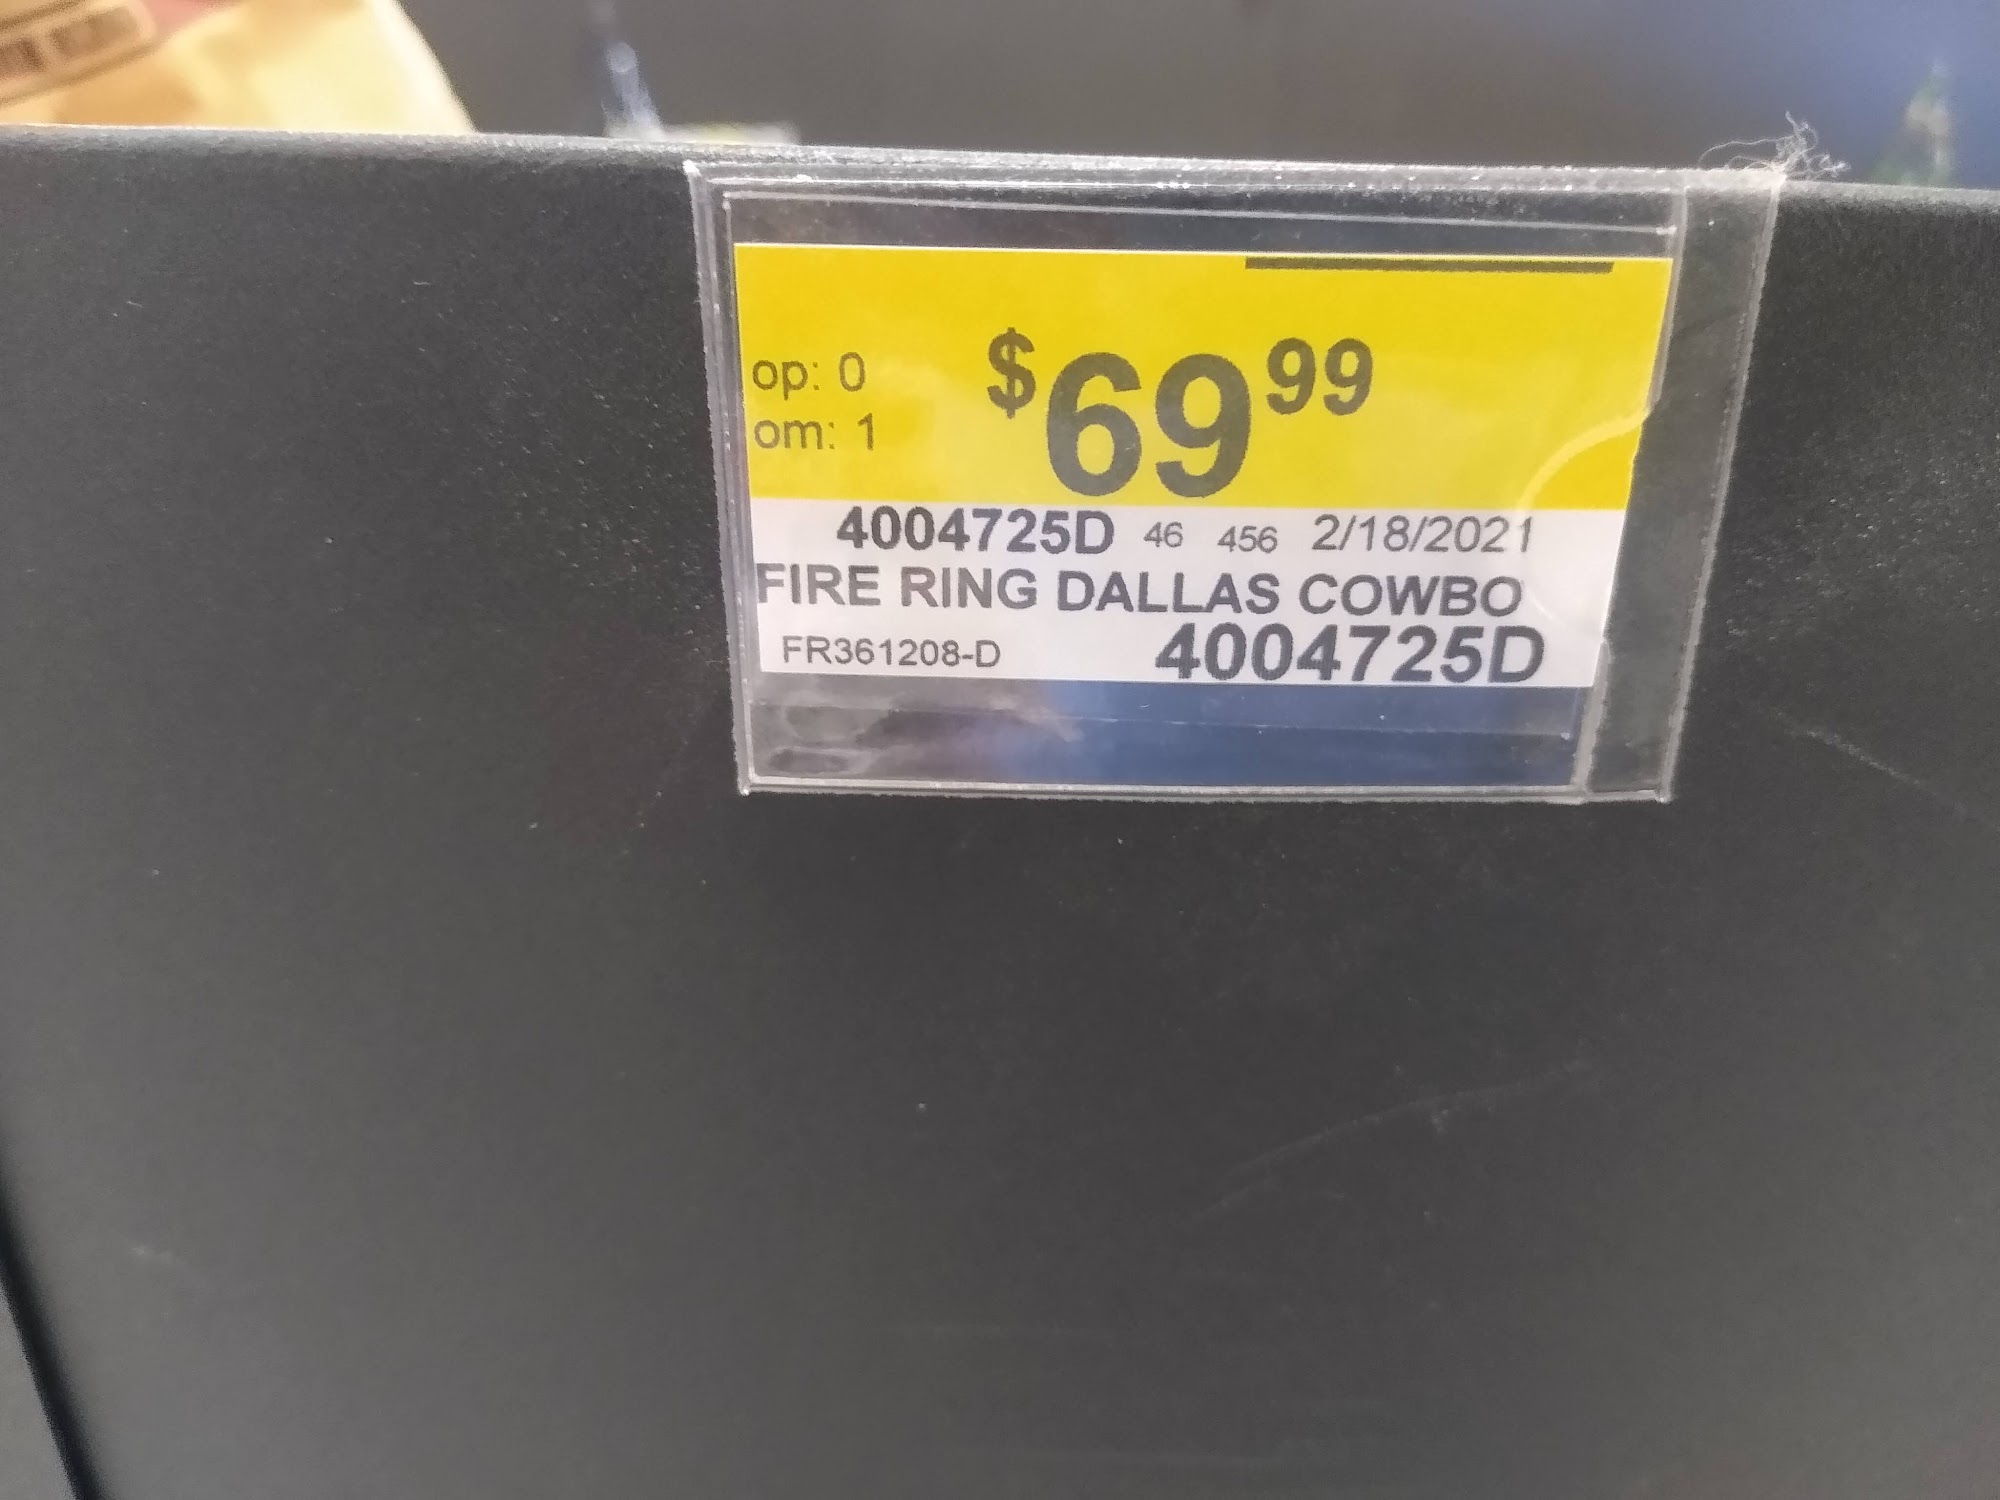 op: 0
om: 1
$69 99
4004725D 46 456 2/18/2021
FIRE RING DALLAS COWBO
FR361208-D 4004725D